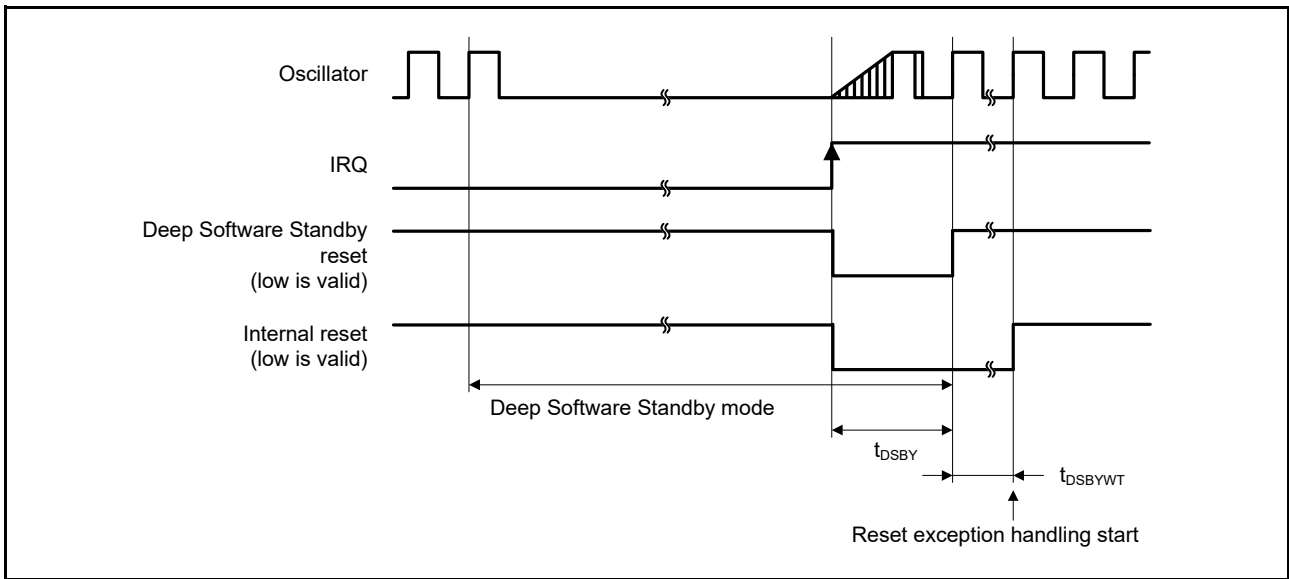 Oscillator
IRQ
Deep Software Standby
reset
(low is valid)
Internal reset
(low is valid)
Deep Software Standby mode
tDSBY
tDSBYWT
Reset exception handling start